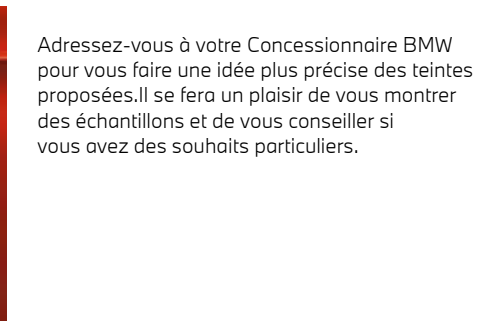 Adressez-vous à votre Concessionnaire BMW
pour vous faire une idée plus précise des teintes
proposées.Il se fera un plaisir de vous montrer
des échantillons et de vous conseiller si
vous avez des souhaits particuliers.